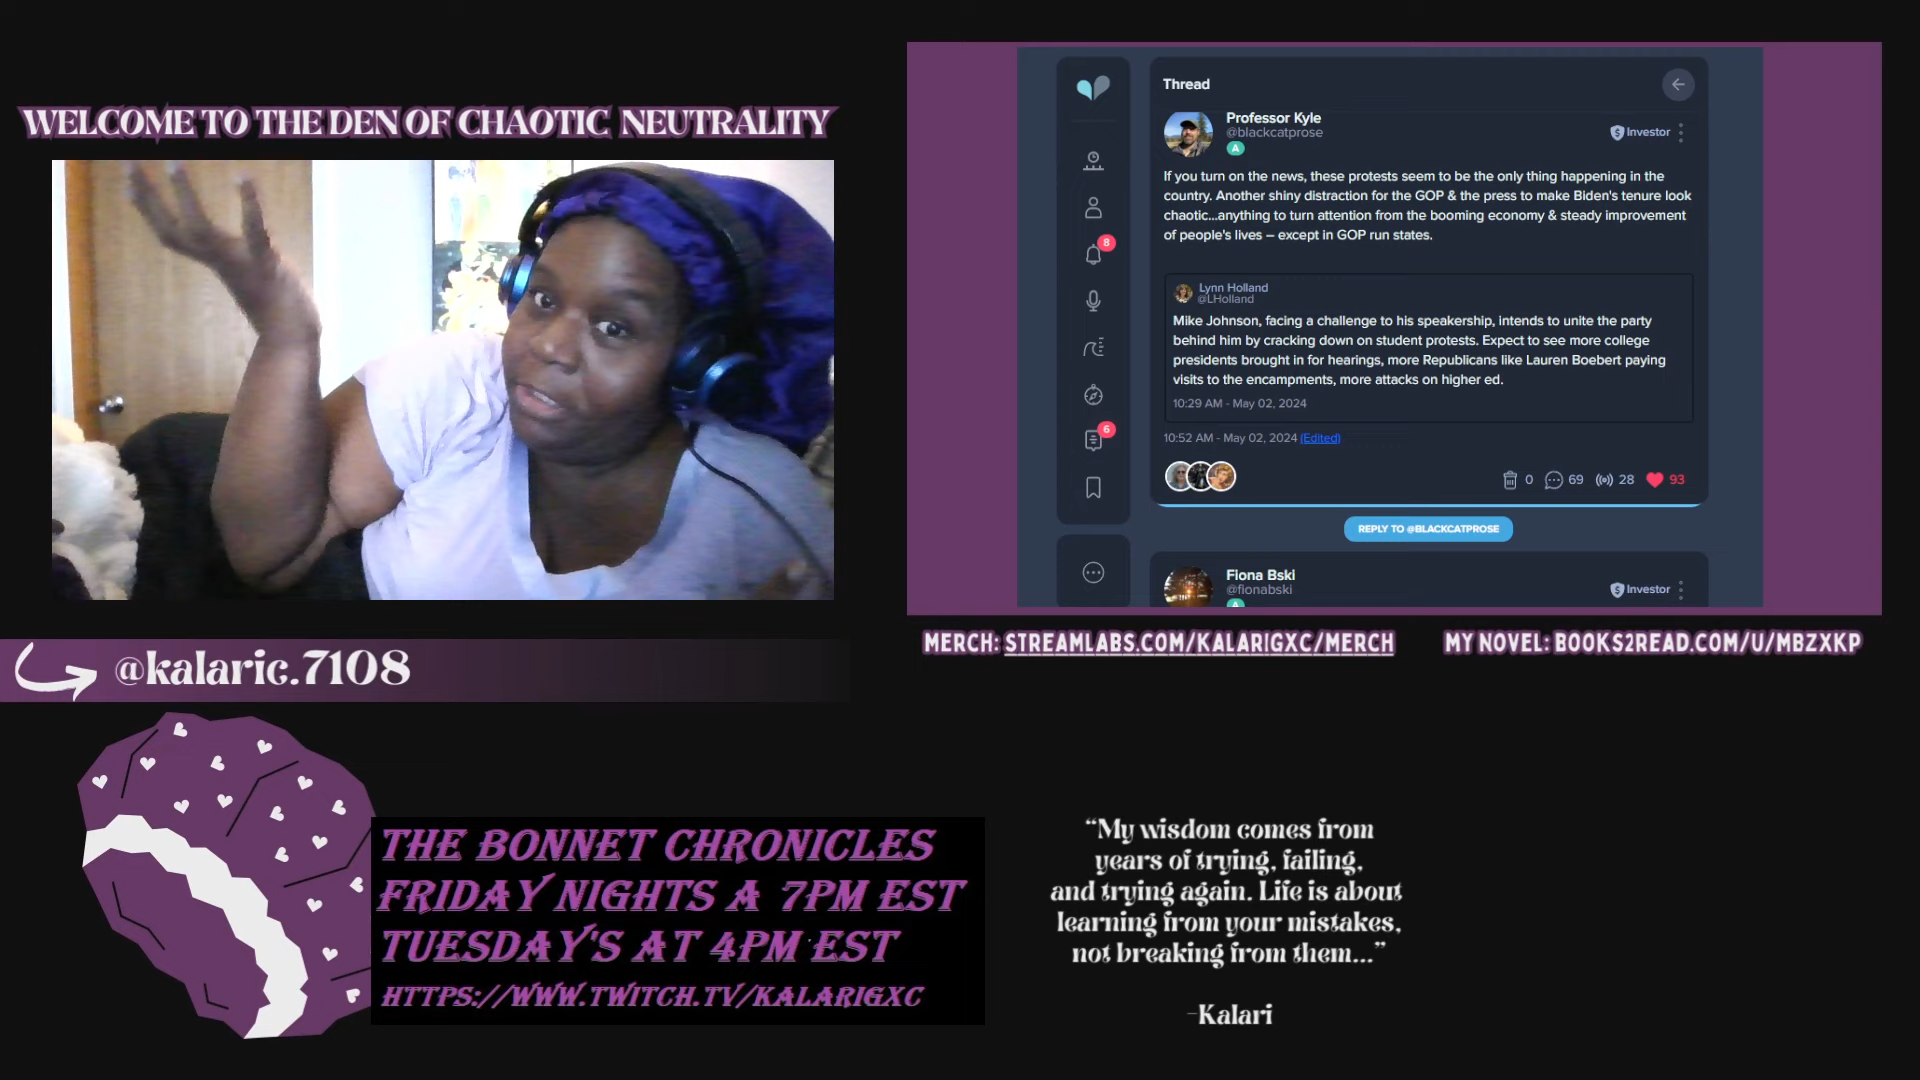 WELCOME TO THE DEN OF CHAOTIC NEUTRALITY
@kalaric.7108
THE BONNET CHRONICLES
FRIDAY NIGHTS A 7PM EST
TUESDAY'S AT 4PM EST
HTTPS://WWW.TWITCH.TV/KALARIGXC
Thread
Professor Kyle
@blackcatprose
A
Investor
If you turn on the news, these protests seem to be the only thing happening in the
country. Another shiny distraction for the GOP & the press to make Biden's tenure look
chaotic...anything to turn attention from the booming economy & steady improvement
of people's lives – except in GOP run states.
Lynn Holland
@LHolland
Mike Johnson, facing a challenge to his speakership, intends to unite the party
behind him by cracking down on student protests. Expect to see more college
presidents brought in for hearings, more Republicans like Lauren Boebert paying
visits to the encampments, more attacks on higher ed.
10:29 AM - May 02, 2024
10:52 AM - May 02, 2024 (Edited)
0 69 28 93
REPLY TO @BLACKCATPROSE
Fiona Bski
@fionabski
A
Investor
8
6
MERCH: STREAMLABS.COM/KALARIGXC/MERCH
MY NOVEL: BOOKS2READ.COM/U/MBZXKP
“My wisdom comes from
years of trying, failing,
and trying again. Life is about
learning from your mistakes,
not breaking from them...”
-Kalari